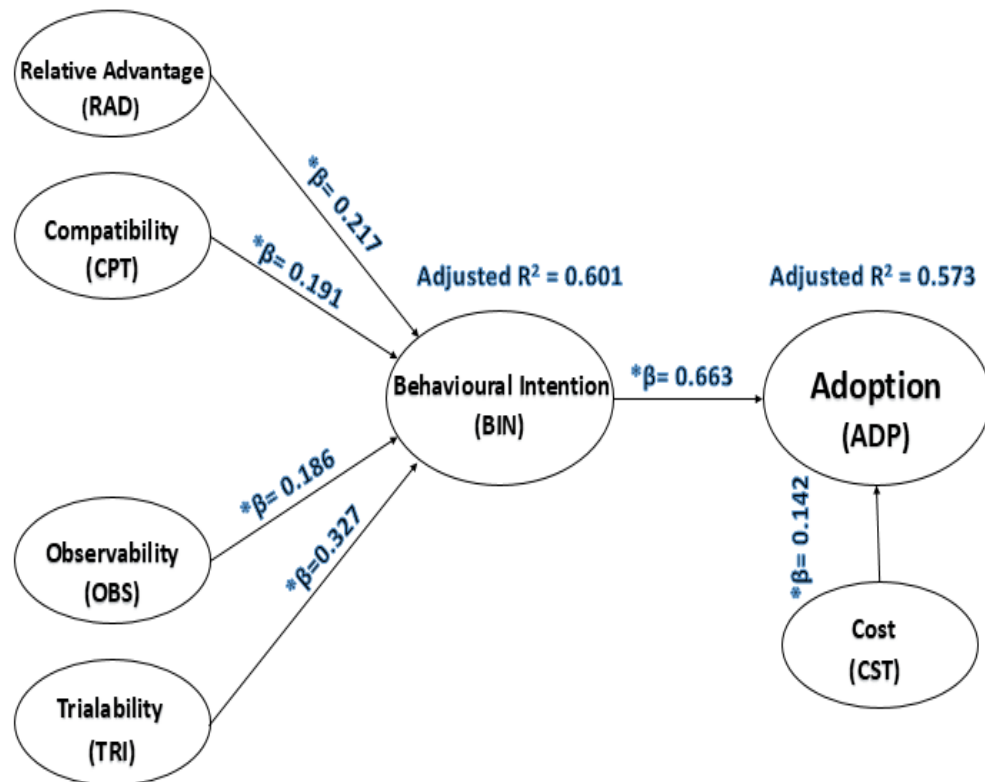 Relative Advantage
(RAD)
*β= 0.217
Compatibility
(CPT)
*β= 0.191
Adjusted R² = 0.601
Adjusted R² = 0.573
Behavioural Intention
(BIN)
*β= 0.663
Adoption
(ADP)
*β= 0.186
Observability
(OBS)
*β=0.327
*β= 0.142
Cost
(CST)
Trialability
(TRI)